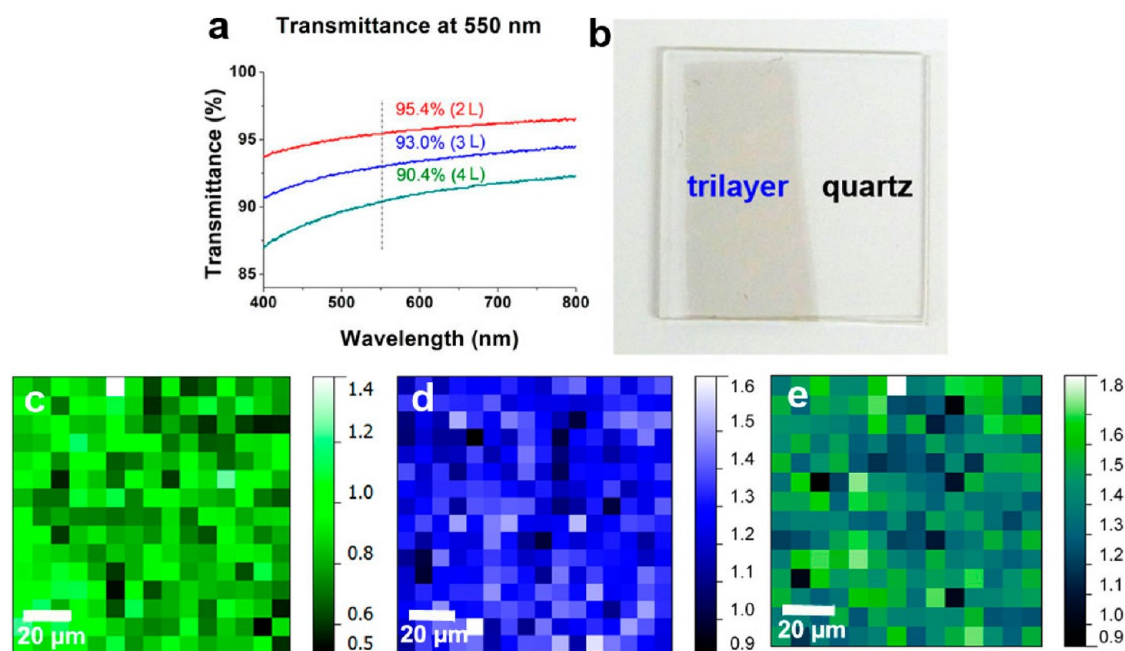 a Transmittance at 550 nm
Transmittance (%)
100
95
90
85
95.4% (2 L)
93.0% (3 L)
90.4% (4 L)
400 500 600 700 800
Wavelength (nm)
b
trilayer quartz
c
20 µm
1.4
1.2
1.0
0.8
0.6
0.5
d
20 µm
1.6
1.5
1.4
1.3
1.2
1.1
1.0
0.9
e
20 µm
1.8
1.7
1.6
1.5
1.4
1.3
1.2
1.1
1.0
0.9